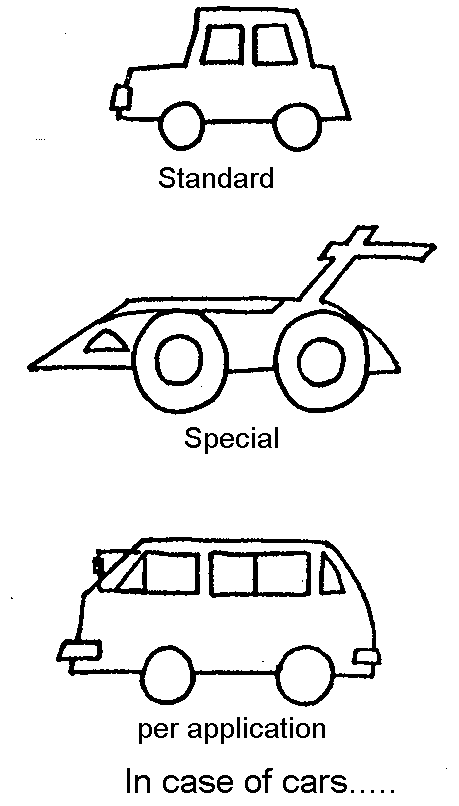 Standard
Special
per application
In case of cars.....